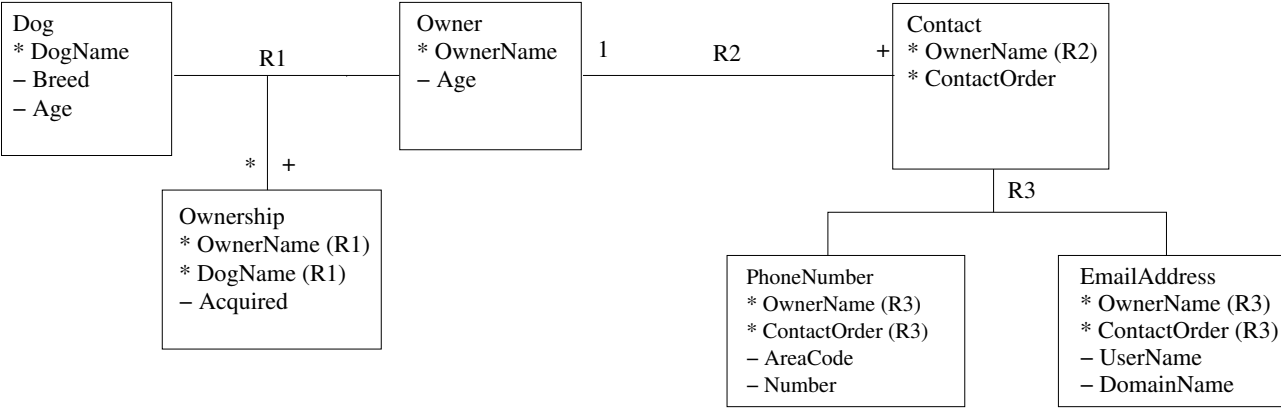 Dog
* DogName
– Breed
– Age
R1
* +
Ownership
* OwnerName (R1)
* DogName (R1)
– Acquired
Owner
* OwnerName
– Age
1
R2
+
Contact
* OwnerName (R2)
* ContactOrder
R3
PhoneNumber
* OwnerName (R3)
* ContactOrder (R3)
– AreaCode
– Number
EmailAddress
* OwnerName (R3)
* ContactOrder (R3)
– UserName
– DomainName